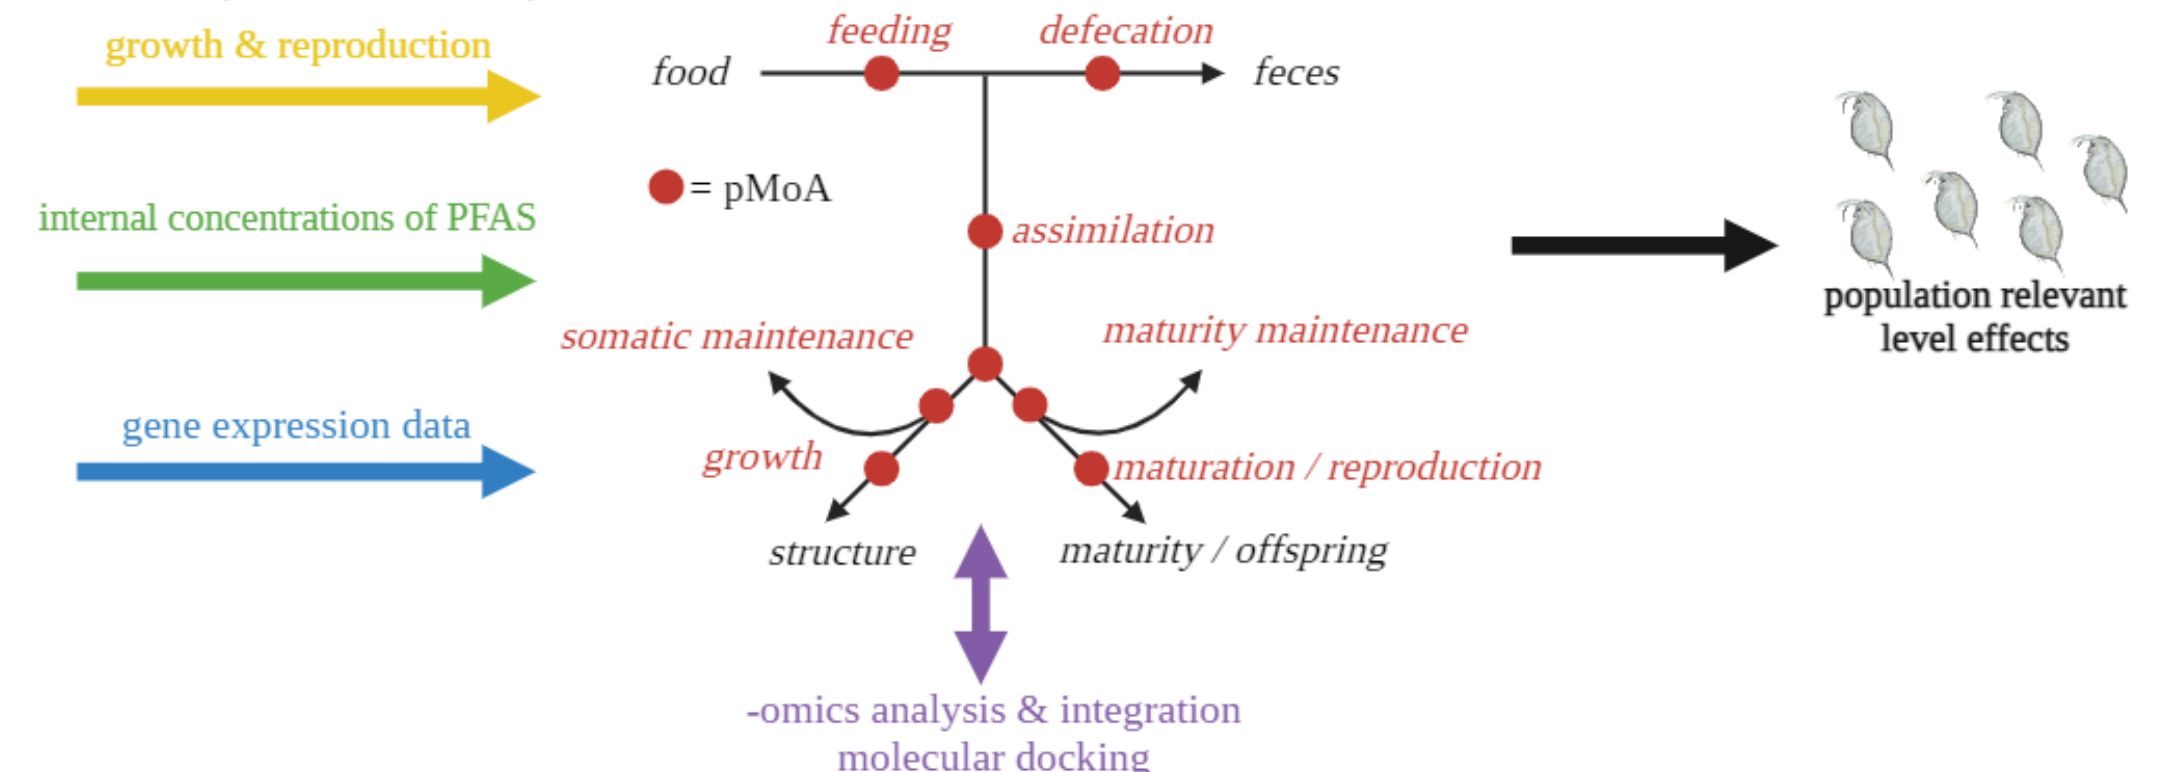 growth & reproduction
internal concentrations of PFAS
gene expression data
feeding
defecation
food
feces
= pMoA
assimilation
somatic maintenance
maturity maintenance
growth
maturation / reproduction
structure
maturity / offspring
-omics analysis & integration
molecular docking
population relevant
level effects